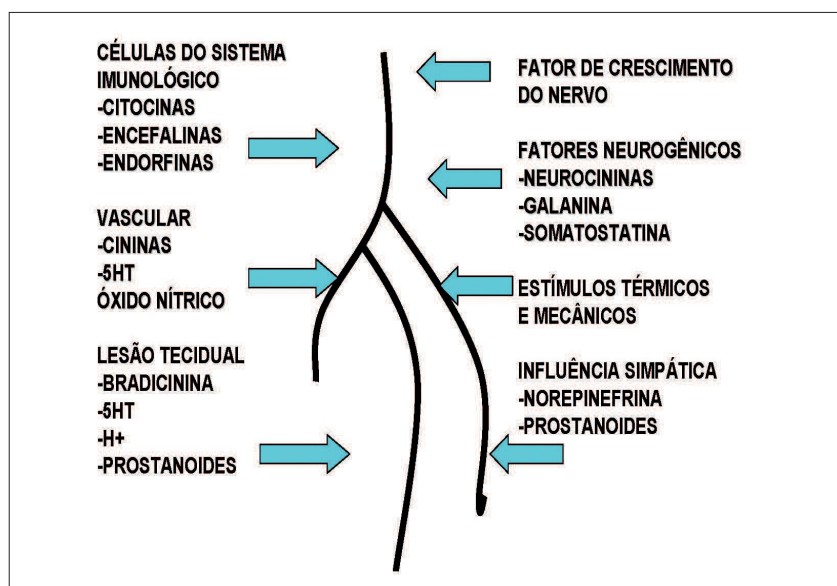 CÉLULAS DO SISTEMA
IMUNOLÓGICO
-CITOCINAS
-ENCEFALINAS
-ENDORFINAS
VASCULAR
-CININAS
-5HT
ÓXIDO NÍTRICO
LESÃO TECIDUAL
-BRADICININA
-5HT
-H+
-PROSTANOIDES
FATOR DE CRESCIMENTO
DO NERVO
FATORES NEUROGÊNICOS
-NEUROCININAS
-GALANINA
-SOMATOSTATINA
ESTÍMULOS TÉRMICOS
E MECÂNICOS
INFLUÊNCIA SIMPÁTICA
-NOREPINEFRINA
-PROSTANOIDES